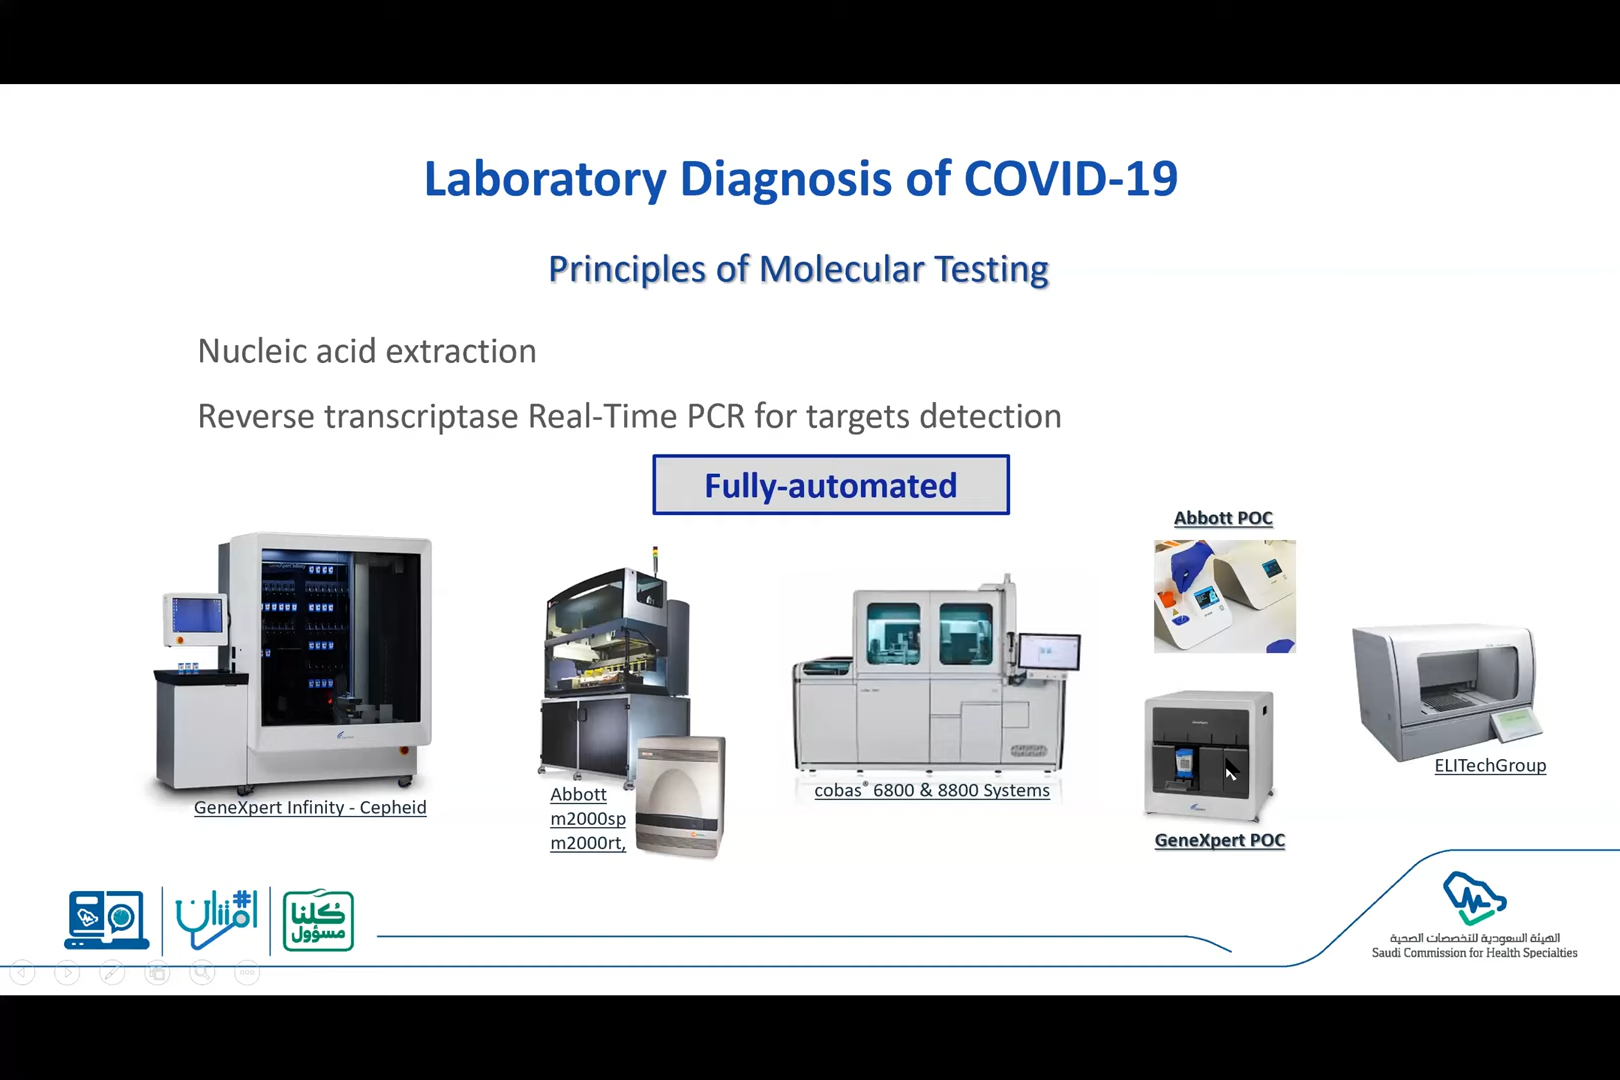 Laboratory Diagnosis of COVID-19
Principles of Molecular Testing
Nucleic acid extraction
Reverse transcriptase Real-Time PCR for targets detection
Fully-automated
Abbott POC
GeneXpert Infinity - Cepheid
Abbott
m2000sp
m2000rt,
cobas® 6800 & 8800 Systems
GeneXpert POC
ELITechGroup
#امتنان
كلنا
مسؤول
الهيئة السعودية للتخصصات الصحية
Saudi Commission for Health Specialties